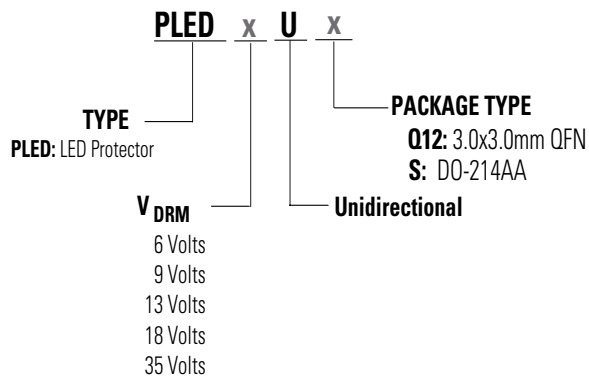 PLED x U x
TYPE
PLED: LED Protector
PACKAGE TYPE
Q12: 3.0x3.0mm QFN
S: DO-214AA
V DRM
6 Volts
9 Volts
13 Volts
18 Volts
35 Volts
Unidirectional